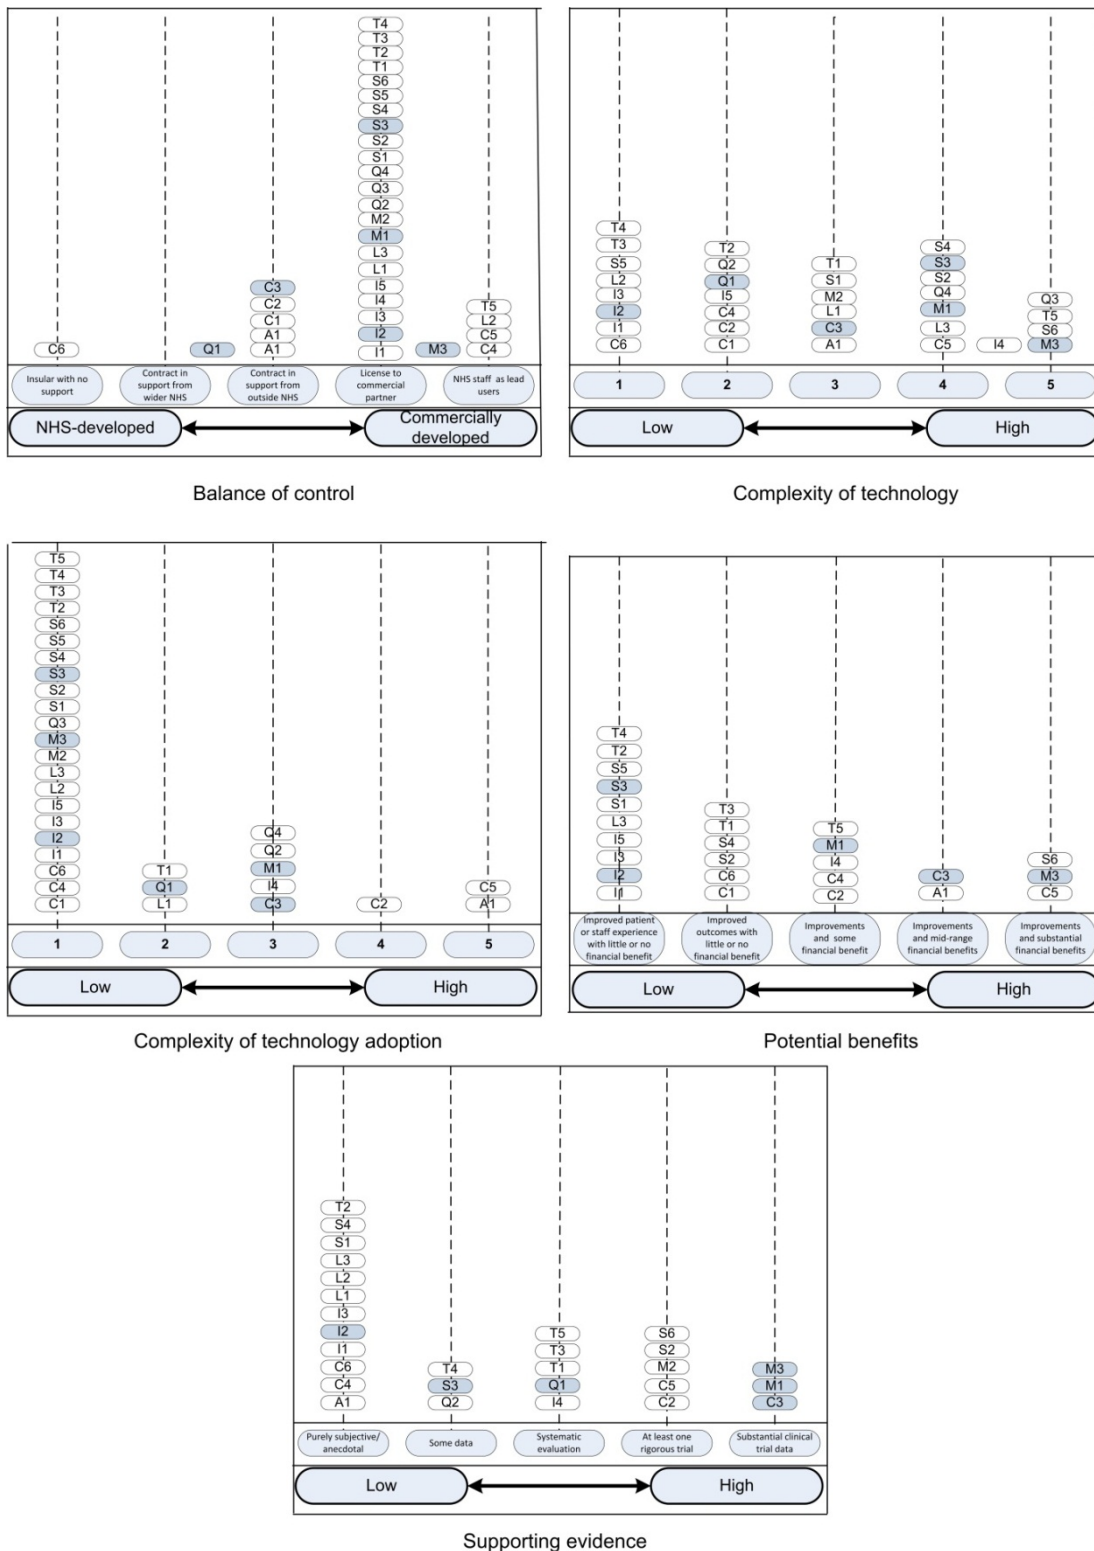 T4
T3
T2
T1
S6
S5
S4
S3
S2
S1
Q4
Q3
Q2
M2
M1
L3
L1
I5
I4
I3
I2
I1
C6
Q1
C3
C2
C1
A1
A1
M3
T5
L2
C5
C4
Insular with no
support
Contract in
support from
wider NHS
Contract in
support from
outside NHS
License to
commercial
partner
NHS staff as lead
users
NHS-developed
Commercially
developed
Balance of control
T4
T3
S5
L2
I3
I2
I1
C6
T2
Q2
Q1
I5
C4
C2
C1
T1
S1
M2
L1
C3
A1
S4
S3
S2
Q4
M1
L3
C5
I4
Q3
T5
S6
M3
1
2
3
4
5
Low
High
Complexity of technology
T5
T4
T3
T2
S6
S5
S4
S3
S2
S1
Q3
M3
M2
L3
L2
I5
I3
I2
I1
C6
C4
C1
T1
Q1
L1
Q4
Q2
M1
I4
C3
C2
C5
A1
1
2
3
4
5
Low
High
Complexity of technology adoption
T4
T2
S5
S3
S1
L3
I5
I3
I2
I1
T3
T1
S4
S2
C6
C1
T5
M1
I4
C4
C2
C3
A1
S6
M3
C5
Improved patient
or staff experience
with little or no
financial benefit
Improved
outcomes with
little or no
financial benefit
Improvements
and some
financial benefit
Improvements
and mid-range
financial benefits
Improvements
and substantial
financial benefits
Low
High
Potential benefits
T2
S4
S1
L3
L2
L1
I3
I2
I1
C6
C4
A1
T4
S3
Q2
T5
T3
T1
Q1
I4
S6
S2
M2
C5
C2
M3
M1
C3
Purely subjective/
anecdotal
Some data
Systematic
evaluation
At least one
rigorous trial
Substantial clinical
trial data
Low
High
Supporting evidence